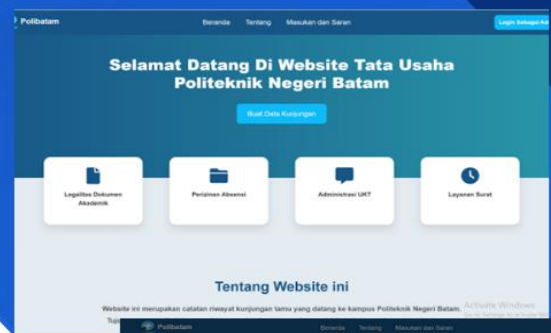 Polibatam Beranda Tentang Masukan dan Saran Login Sebagai
Selamat Datang Di Website Tata Usaha
Politeknik Negeri Batam
Buat Data Kunjungan
Legalitas Dokumen Perizinan Absensi Administrasi UKT Layanan Surat
Akademik
Tentang Website ini
Website ini merupakan catatan riwayat kunjungan tamu yang datang ke kampus Politeknik Negeri Batam.
Activate Windows
Polibatam Beranda Tentang Masukan dan Saran